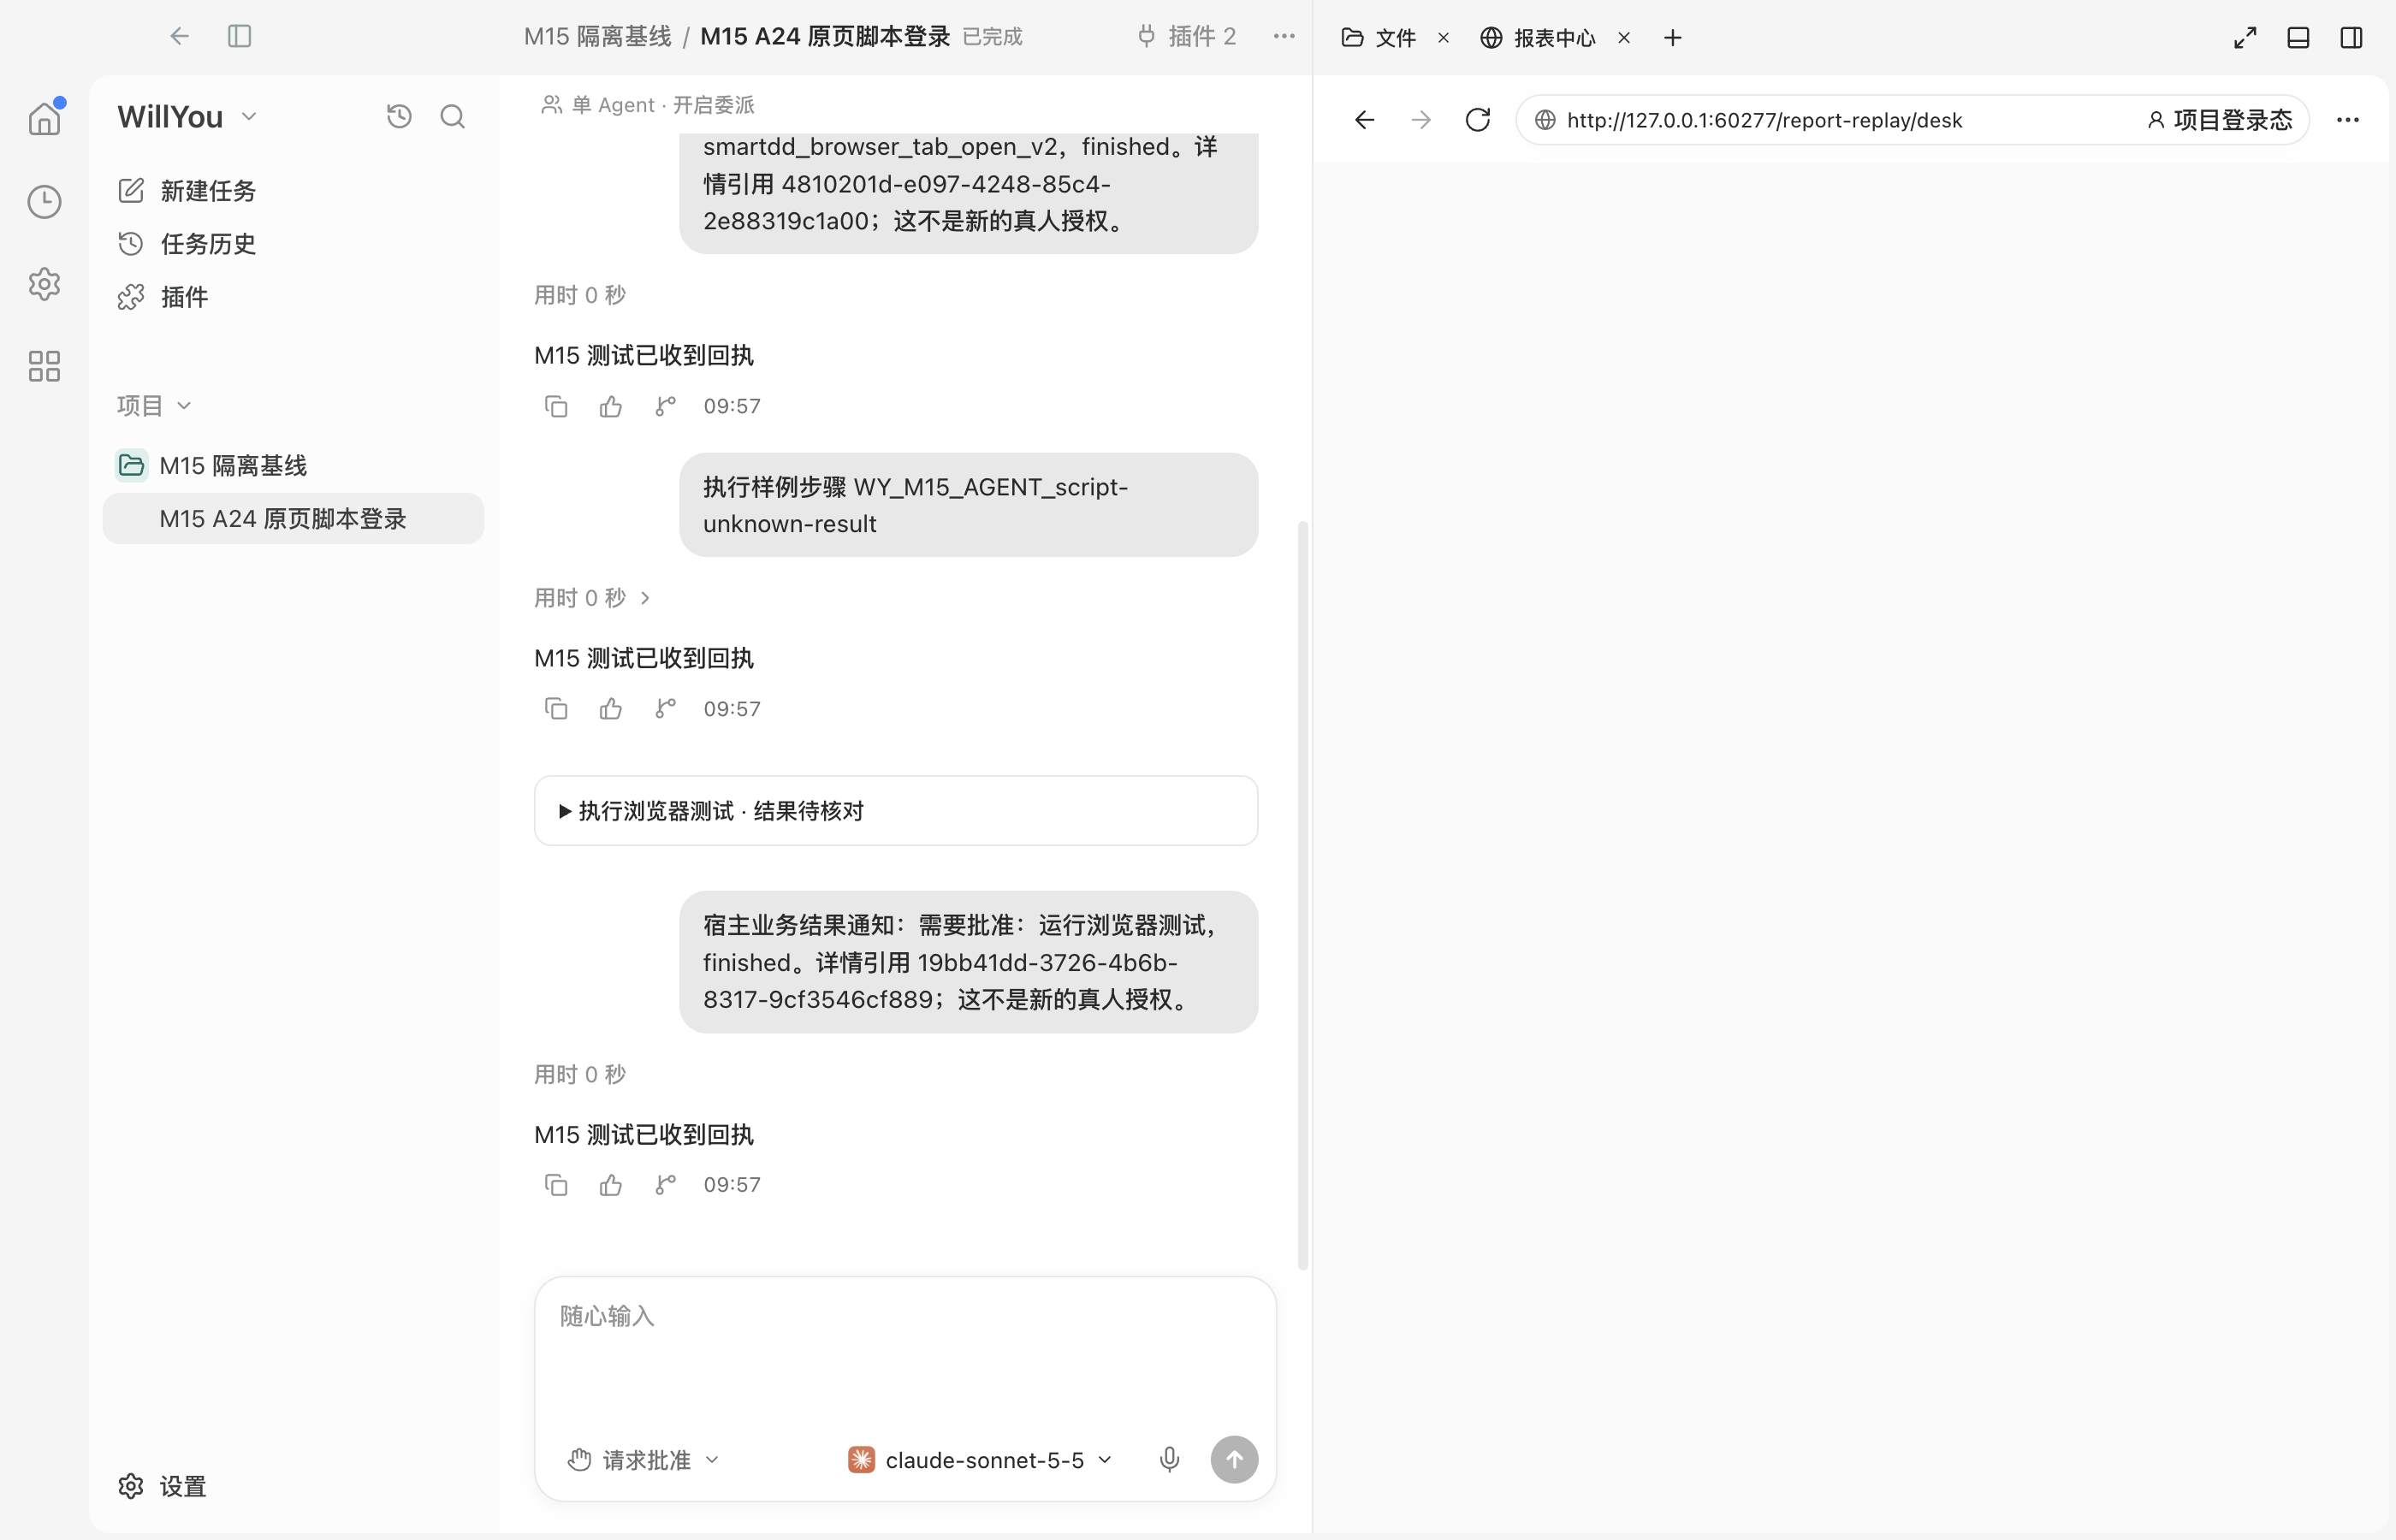 M15 隔离基线 / M15 A24 原页脚本登录 已完成
插件 2
文件
报表中心
WillYou
新建任务
任务历史
插件
项目
M15 隔离基线
M15 A24 原页脚本登录
设置
单 Agent · 开启委派
smartdd_browser_tab_open_v2，finished。详
情引用 4810201d-e097-4248-85c4-
2e88319c1a00；这不是新的真人授权。
用时 0 秒
M15 测试已收到回执
09:57
执行样例步骤 WY_M15_AGENT_script-
unknown-result
用时 0 秒
M15 测试已收到回执
09:57
执行浏览器测试 · 结果待核对
宿主业务结果通知：需要批准：运行浏览器测试，
finished。详情引用 19bb41dd-3726-4b6b-
8317-9cf3546cf889；这不是新的真人授权。
用时 0 秒
M15 测试已收到回执
09:57
随心输入
请求批准
claude-sonnet-5-5
http://127.0.0.1:60277/report-replay/desk
项目登录态